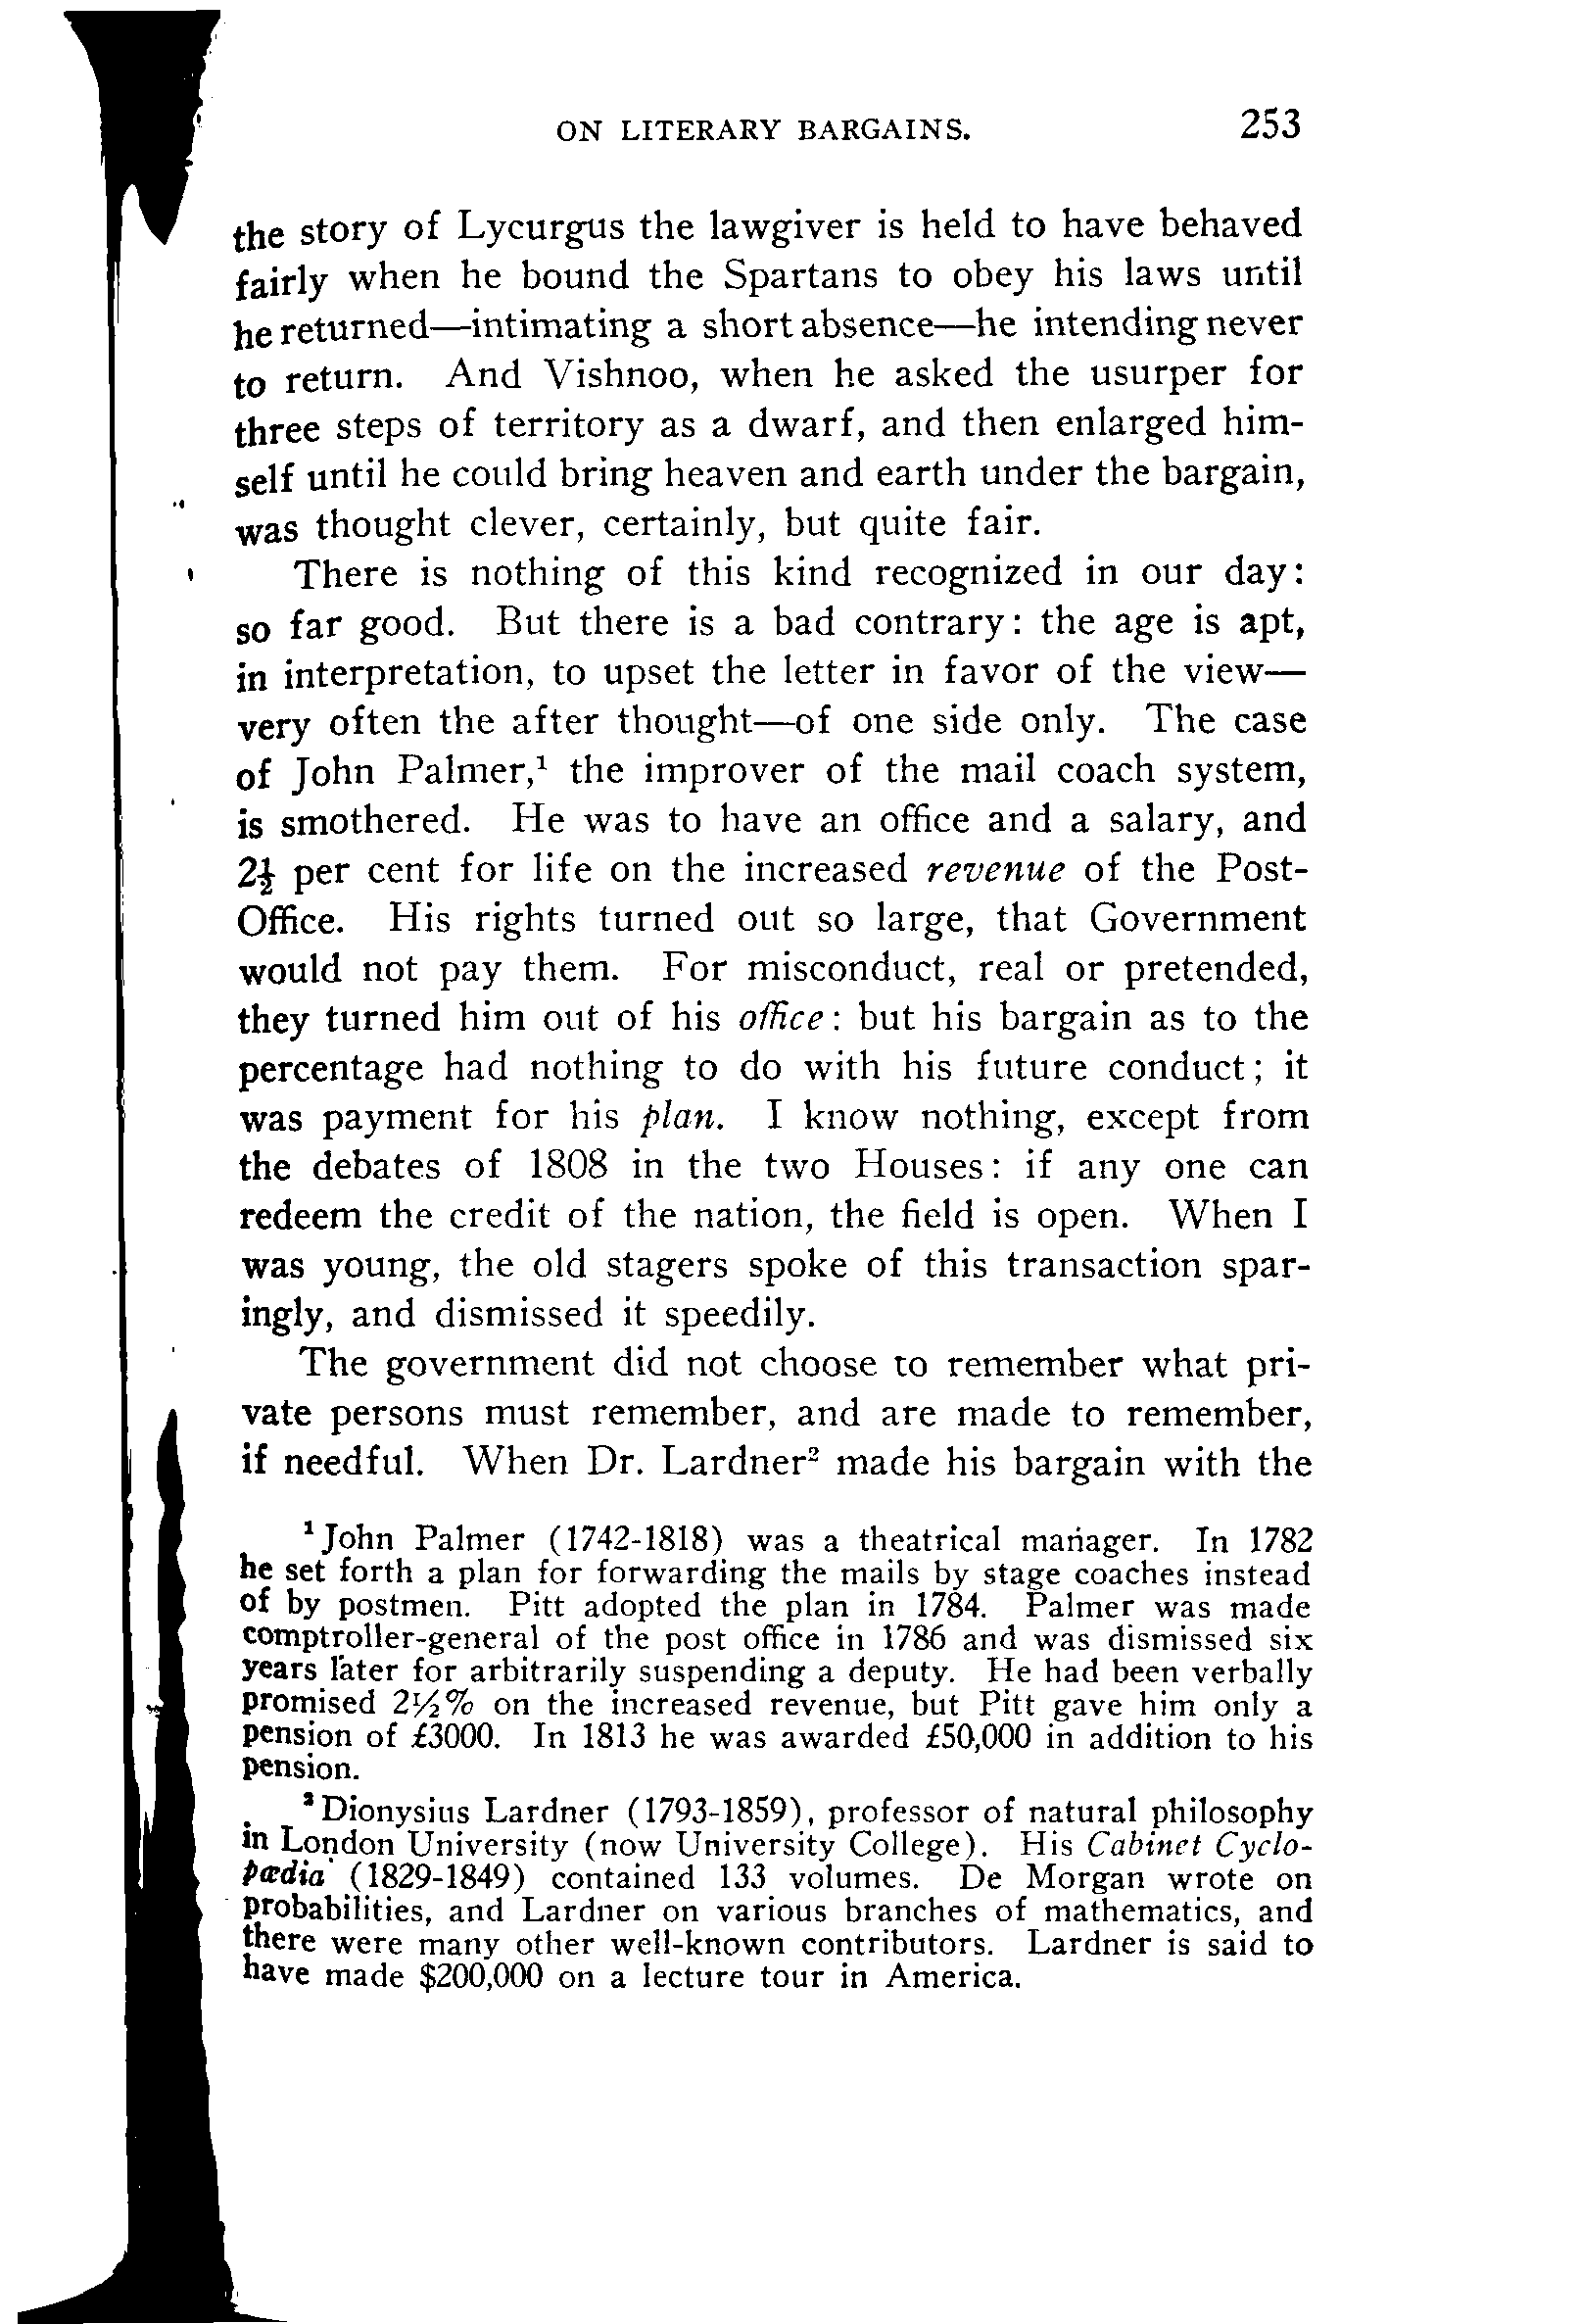 ON LITERARY BARGAINS. 253
the story of Lycurgus the lawgiver is held to have behaved
fairly when he bound the Spartans to obey his laws until
he returned—intimating a short absence—he intending never
to return. And Vishnoo, when he asked the usurper for
three steps of territory as a dwarf, and then enlarged him-
self until he could bring heaven and earth under the bargain,
was thought clever, certainly, but quite fair.
There is nothing of this kind recognized in our day:
so far good. But there is a bad contrary: the age is apt,
in interpretation, to upset the letter in favor of the view—
very often the after thought—of one side only. The case
of John Palmer,¹ the improver of the mail coach system,
is smothered. He was to have an office and a salary, and
2½ per cent for life on the increased revenue of the Post-
Office. His rights turned out so large, that Government
would not pay them. For misconduct, real or pretended,
they turned him out of his office: but his bargain as to the
percentage had nothing to do with his future conduct; it
was payment for his plan. I know nothing, except from
the debates of 1808 in the two Houses: if any one can
redeem the credit of the nation, the field is open. When I
was young, the old stagers spoke of this transaction spar-
ingly, and dismissed it speedily.
The government did not choose to remember what pri-
vate persons must remember, and are made to remember,
if needful. When Dr. Lardner² made his bargain with the
¹ John Palmer (1742-1818) was a theatrical manager. In 1782
he set forth a plan for forwarding the mails by stage coaches instead
of by postmen. Pitt adopted the plan in 1784. Palmer was made
comptroller-general of the post office in 1786 and was dismissed six
years later for arbitrarily suspending a deputy. He had been verbally
promised 2½% on the increased revenue, but Pitt gave him only a
pension of £3000. In 1813 he was awarded £50,000 in addition to his
pension.
² Dionysius Lardner (1793-1859), professor of natural philosophy
in London University (now University College). His Cabinet Cyclo-
pædia (1829-1849) contained 133 volumes. De Morgan wrote on
probabilities, and Lardner on various branches of mathematics, and
there were many other well-known contributors. Lardner is said to
have made $200,000 on a lecture tour in America.